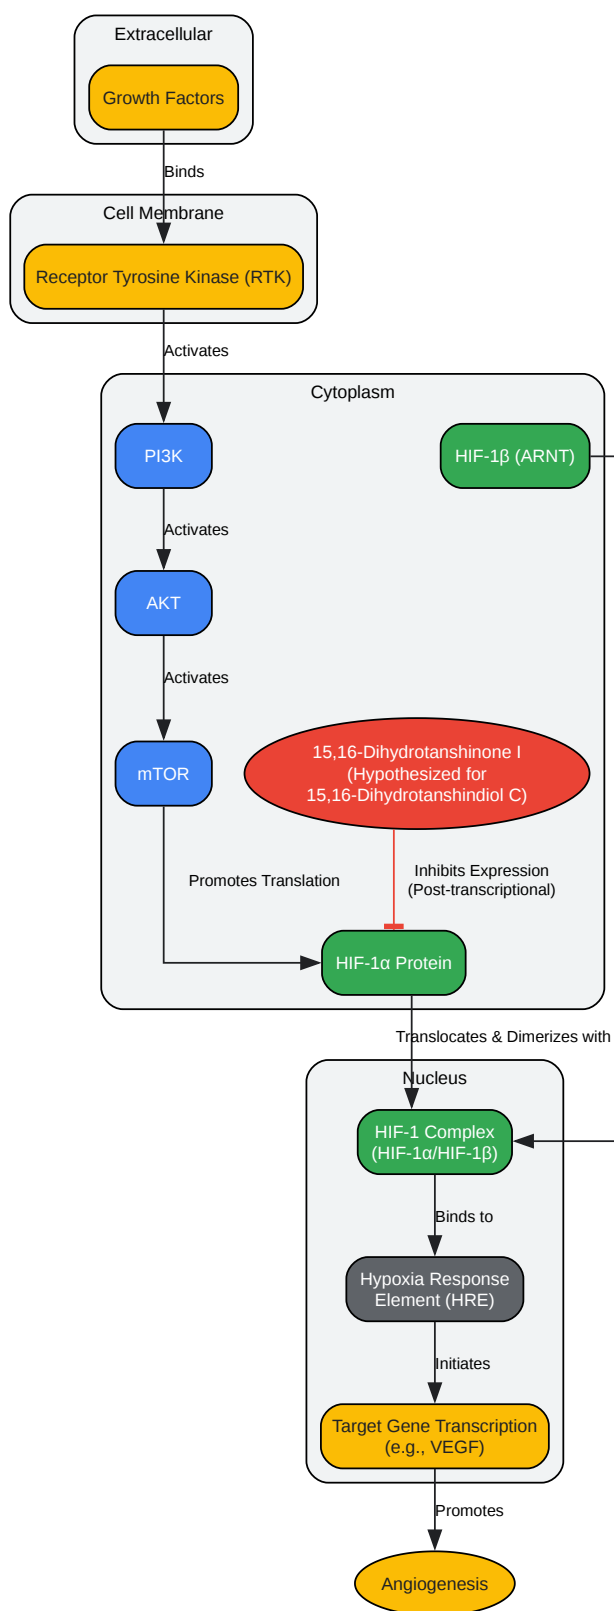 Extracellular
Growth Factors
Binds
Cell Membrane
Receptor Tyrosine Kinase (RTK)
Activates
Cytoplasm
PI3K
HIF-1β (ARNT)
Activates
AKT
Activates
mTOR
15,16-Dihydrotanshinone I
(Hypothesized for
15,16-Dihydrotanshindiol C)
Promotes Translation
Inhibits Expression
(Post-transcriptional)
HIF-1α Protein
Translocates & Dimerizes with
Nucleus
HIF-1 Complex
(HIF-1α/HIF-1β)
Binds to
Hypoxia Response
Element (HRE)
Initiates
Target Gene Transcription
(e.g., VEGF)
Promotes
Angiogenesis